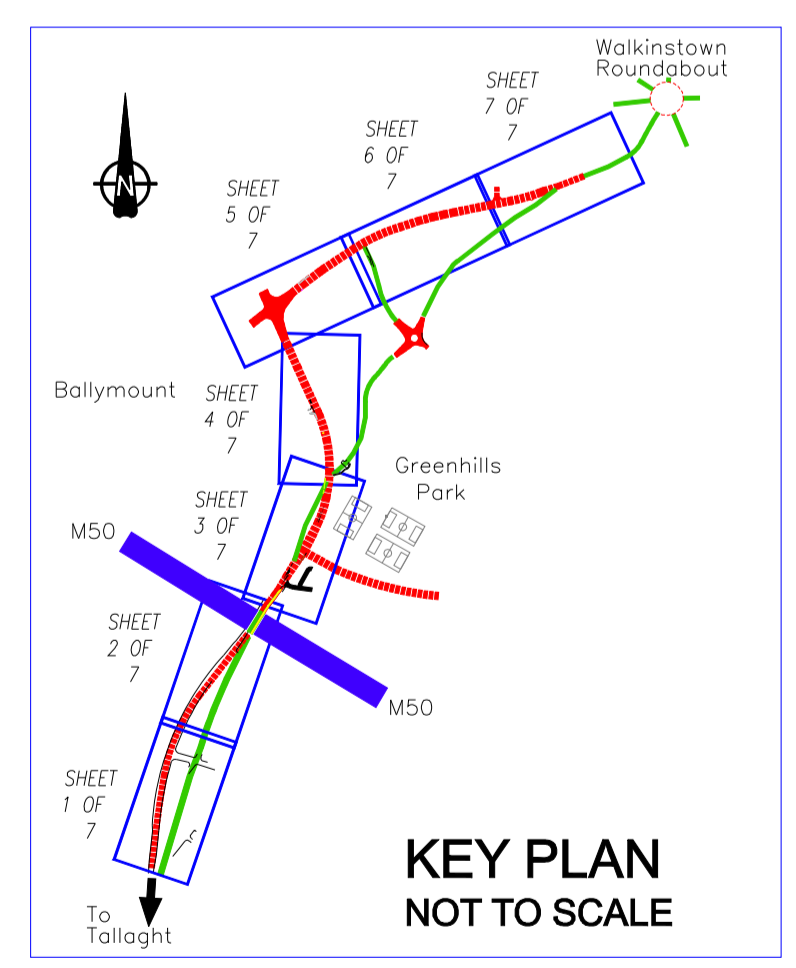 Walkinstown
Roundabout
SHEET
7 OF
7
SHEET
6 OF
7
N
SHEET
5 OF
7
Ballymount
SHEET
4 OF
7
Greenhills
Park
SHEET
3 OF
7
M50
SHEET
2 OF
7
M50
SHEET
1 OF
7
KEY PLAN
NOT TO SCALE
To
Tallaght